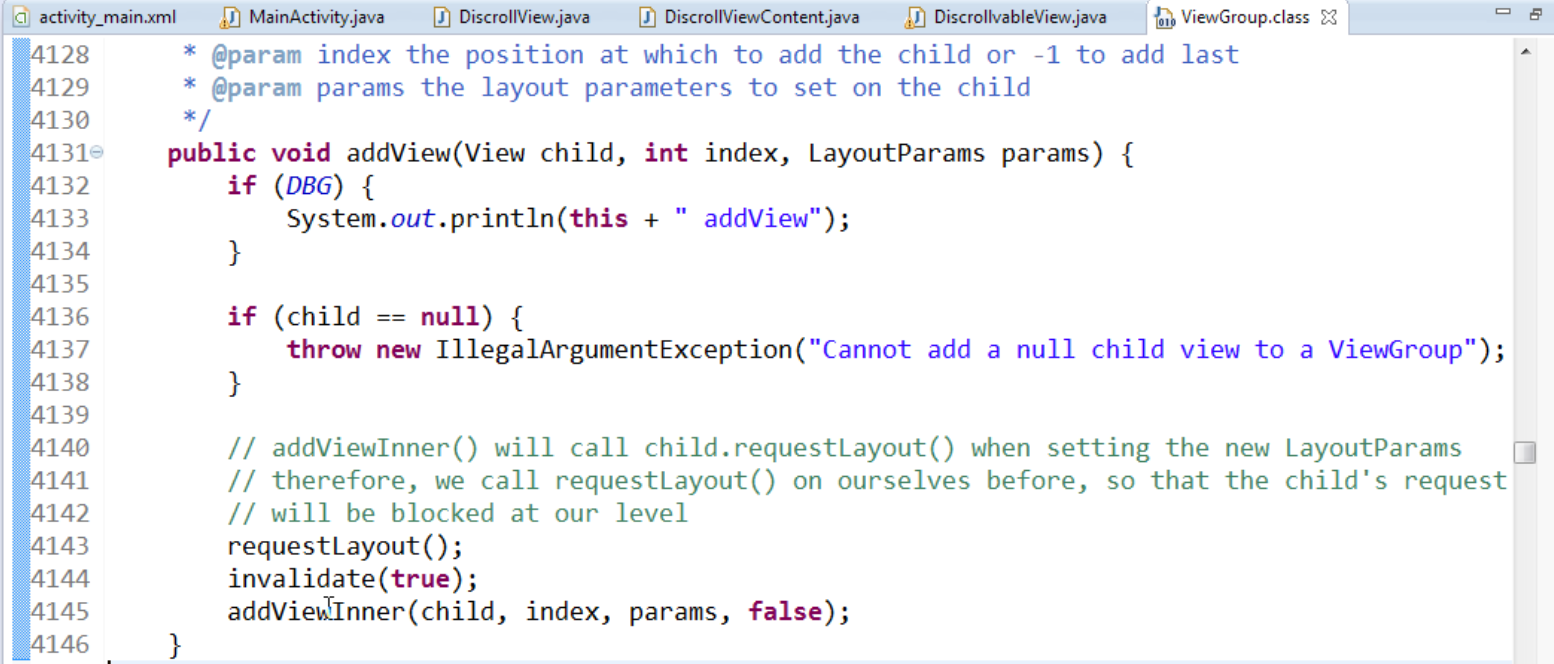 activity_main.xml MainActivity.java DiscrollView.java DiscrollViewContent.java DiscrollvableView.java ViewGroup.class
4128 * @param index the position at which to add the child or -1 to add last
4129 * @param params the layout parameters to set on the child
4130 */
4131 public void addView(View child, int index, LayoutParams params) {
4132 if (DBG) {
4133 System.out.println(this + " addView");
4134 }
4135
4136 if (child == null) {
4137 throw new IllegalArgumentException("Cannot add a null child view to a ViewGroup");
4138 }
4139
4140 // addViewInner() will call child.requestLayout() when setting the new LayoutParams
4141 // therefore, we call requestLayout() on ourselves before, so that the child's request
4142 // will be blocked at our level
4143 requestLayout();
4144 invalidate(true);
4145 addViewInner(child, index, params, false);
4146 }